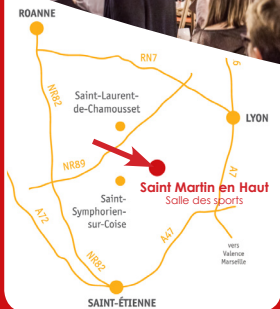 ROANNE
RN7
6
NR82
Saint-Laurent-
de-Chamousset
LYON
NR89
A7
Saint Martin en Haut
Salle des sports
Saint-
Symphorien-
sur-Coise
A72
NR82
A47
vers
Valence
Marseille
SAINT-ÉTIENNE